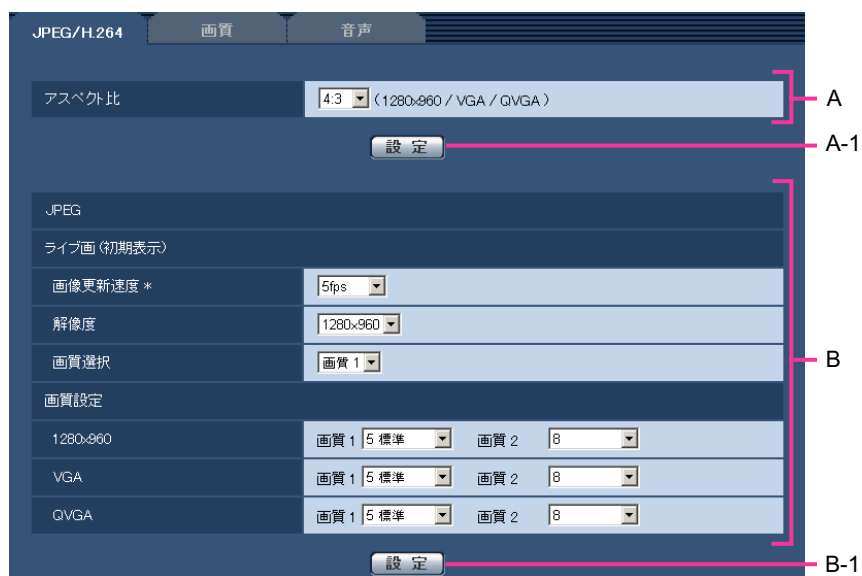 JPEG/H.264 画質 音声
アスペクト比 4:3 (1280x960 / VGA / QVGA) A
設 定 A-1
JPEG
ライブ画(初期表示)
画像更新速度 * 5fps
解像度 1280x960
画質選択 画質 1 B
画質設定
1280x960 画質 1 5 標準 画質 2 8
VGA 画質 1 5 標準 画質 2 8
QVGA 画質 1 5 標準 画質 2 8
設 定 B-1